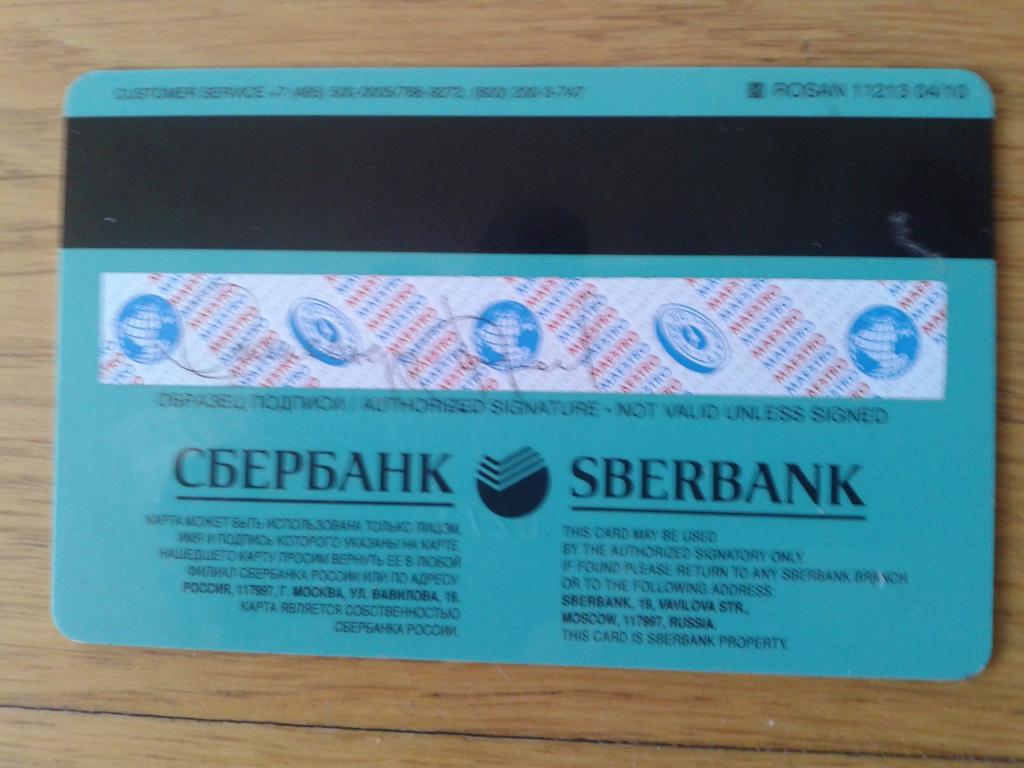 CUSTOMER SERVICE +7 (495) 500-0005/788-9272, (800) 200-3-747
ROSAN 11213 04/10
MAESTRO
ОБРАЗЕЦ ПОДПИСИ / AUTHORIZED SIGNATURE - NOT VALID UNLESS SIGNED
СБЕРБАНК
КАРТА МОЖЕТ БЫТЬ ИСПОЛЬЗОВАНА ТОЛЬКО ЛИЦОМ,
ИМЯ И ПОДПИСЬ КОТОРОГО УКАЗАНЫ НА КАРТЕ.
НАШЕДШЕГО КАРТУ ПРОСИМ ВЕРНУТЬ ЕЕ В ЛЮБОЙ
ФИЛИАЛ СБЕРБАНКА РОССИИ ИЛИ ПО АДРЕСУ:
РОССИЯ, 117997, Г. МОСКВА, УЛ. ВАВИЛОВА, 19.
КАРТА ЯВЛЯЕТСЯ СОБСТВЕННОСТЬЮ
СБЕРБАНКА РОССИИ.
SBERBANK
THIS CARD MAY BE USED
BY THE AUTHORIZED SIGNATORY ONLY.
IF FOUND PLEASE RETURN TO ANY SBERBANK BRANCH
OR TO THE FOLLOWING ADDRESS:
SBERBANK, 19, VAVILOVA STR.,
MOSCOW, 117997, RUSSIA.
THIS CARD IS SBERBANK PROPERTY.